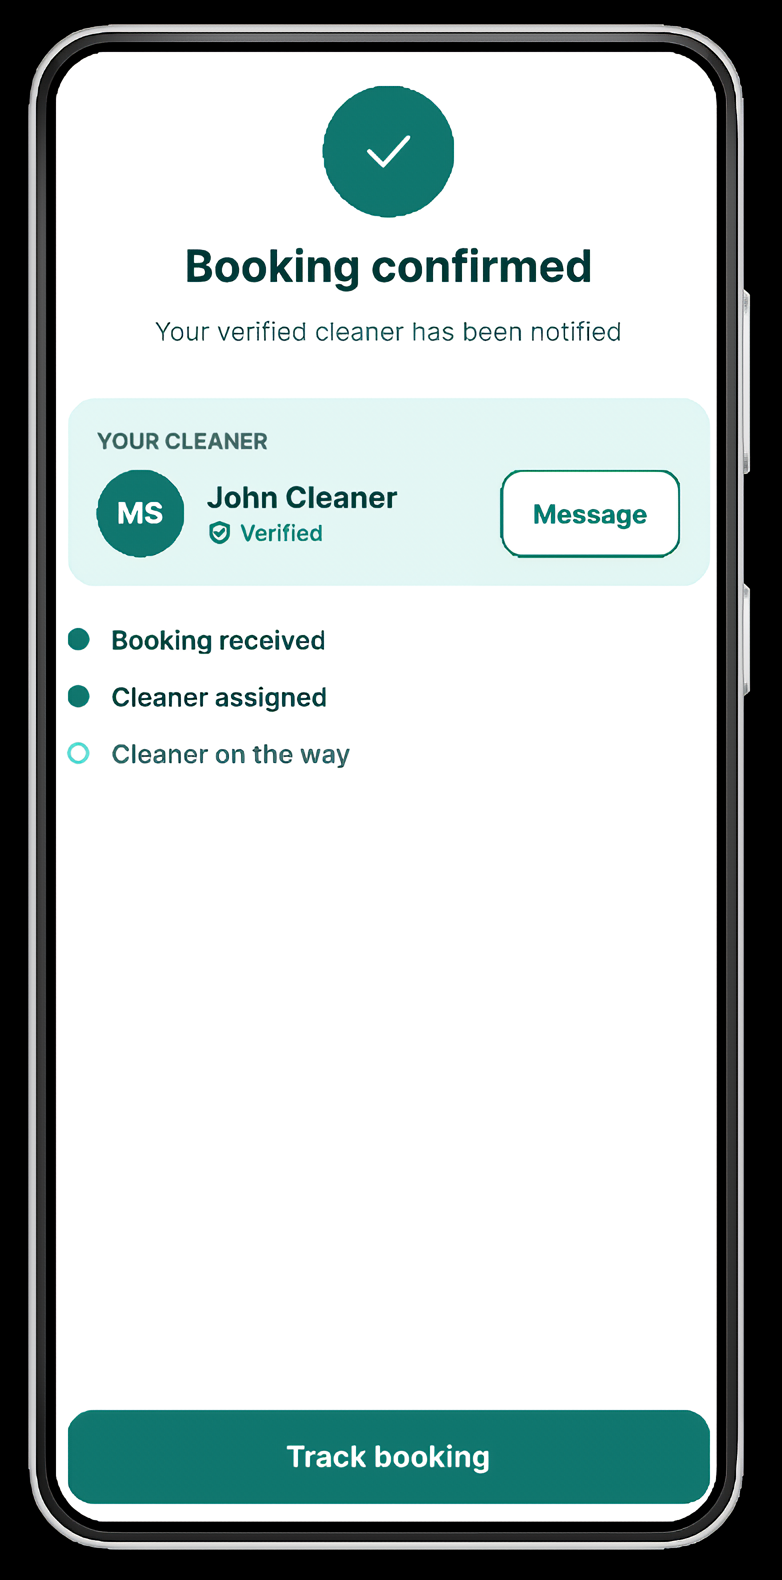 Booking confirmed
Your verified cleaner has been notified
YOUR CLEANER
MS
John Cleaner
Verified
Message
Booking received
Cleaner assigned
Cleaner on the way
Track booking